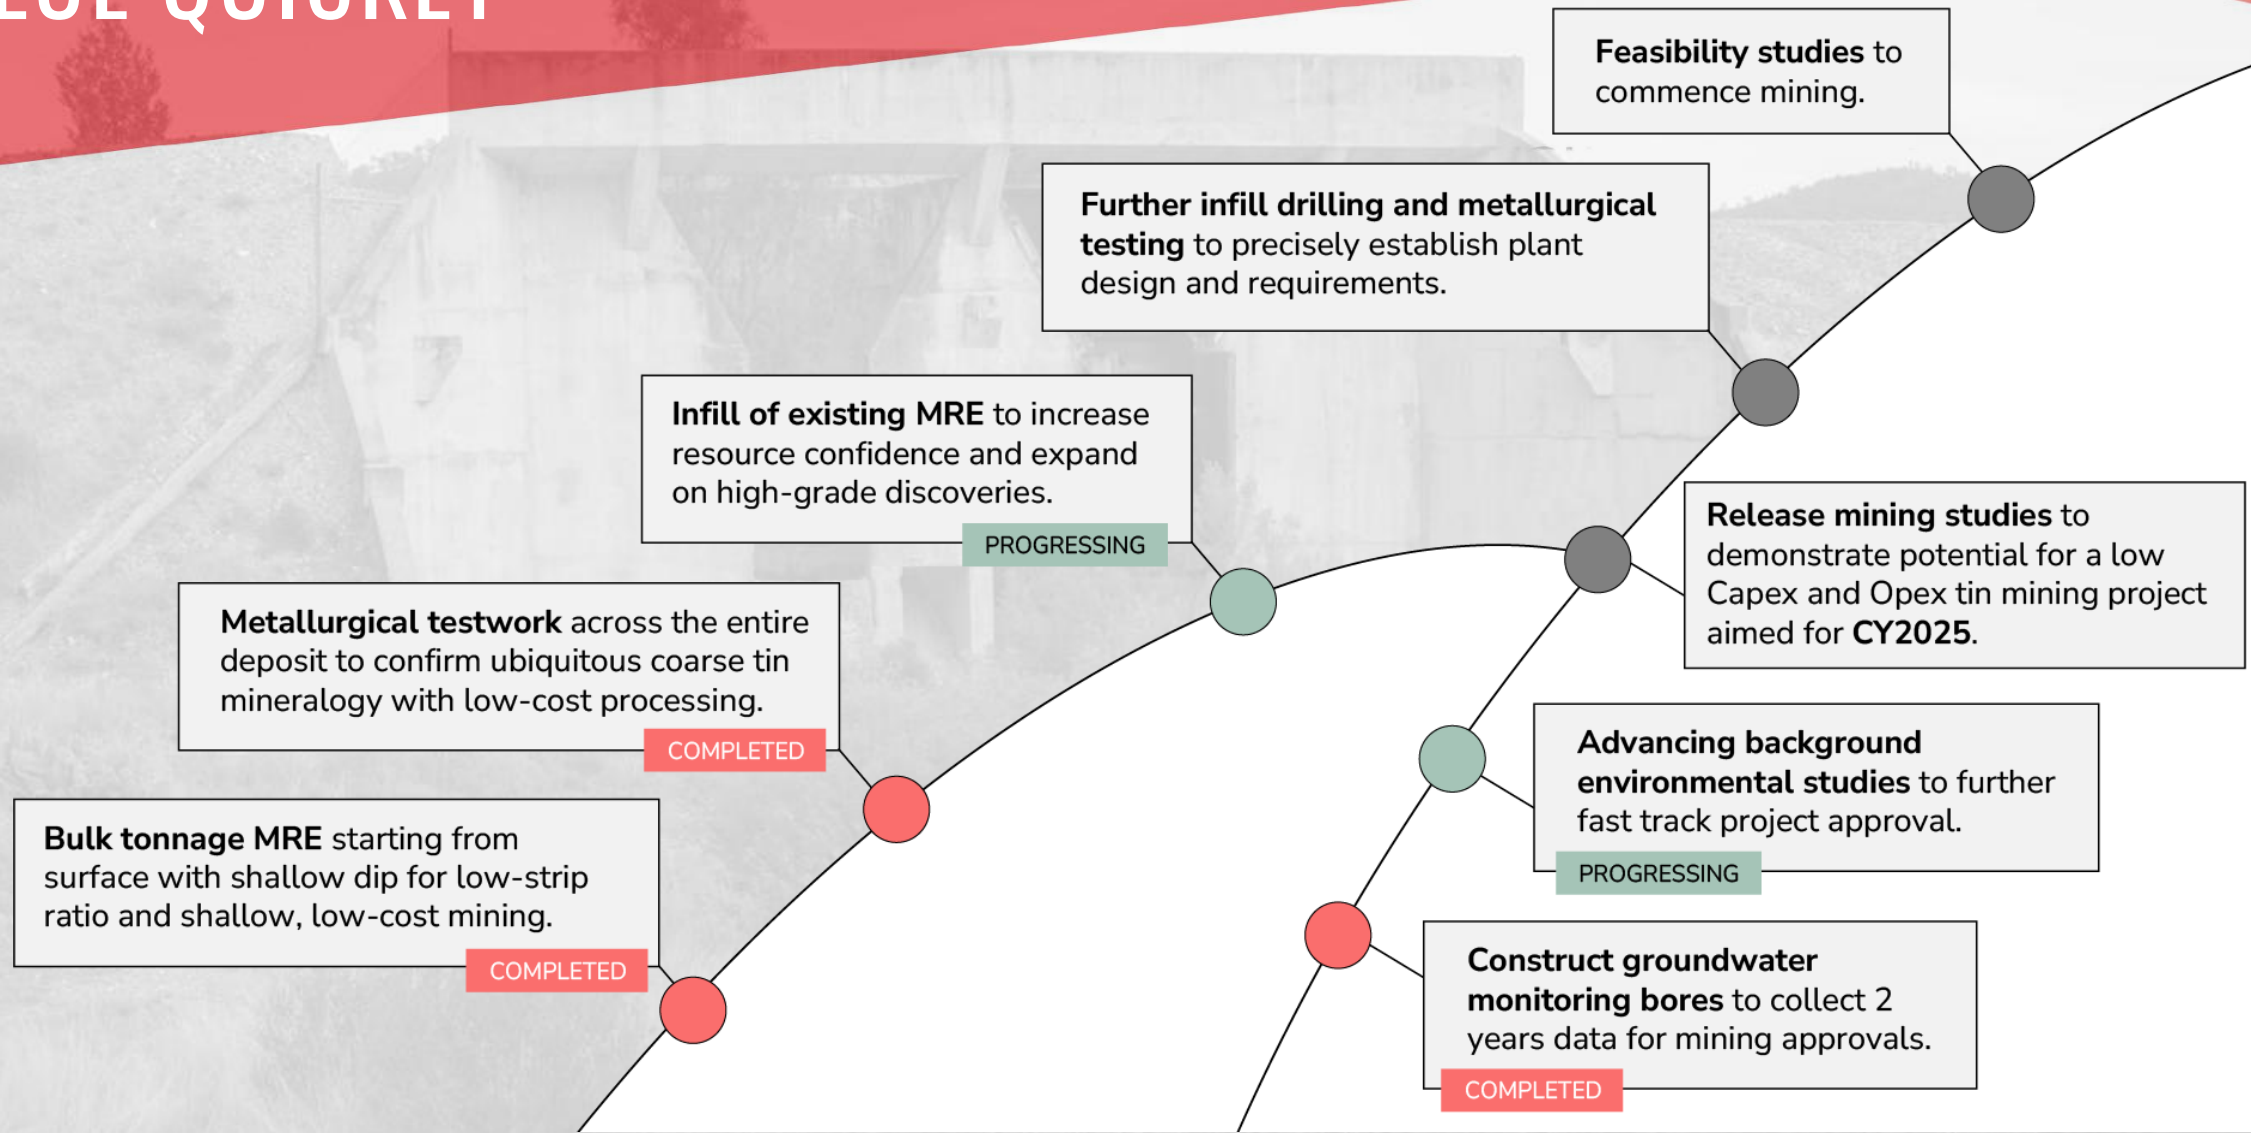 QUICKLY
Feasibility studies to
commence mining.
Further infill drilling and metallurgical
testing to precisely establish plant
design and requirements.
Infill of existing MRE to increase
resource confidence and expand
on high-grade discoveries.
PROGRESSING
Release mining studies to
demonstrate potential for a low
Capex and Opex tin mining project
aimed for CY2025.
Metallurgical testwork across the entire
deposit to confirm ubiquitous coarse tin
mineralogy with low-cost processing.
COMPLETED
Advancing background
environmental studies to further
fast track project approval.
PROGRESSING
Bulk tonnage MRE starting from
surface with shallow dip for low-strip
ratio and shallow, low-cost mining.
COMPLETED
Construct groundwater
monitoring bores to collect 2
years data for mining approvals.
COMPLETED